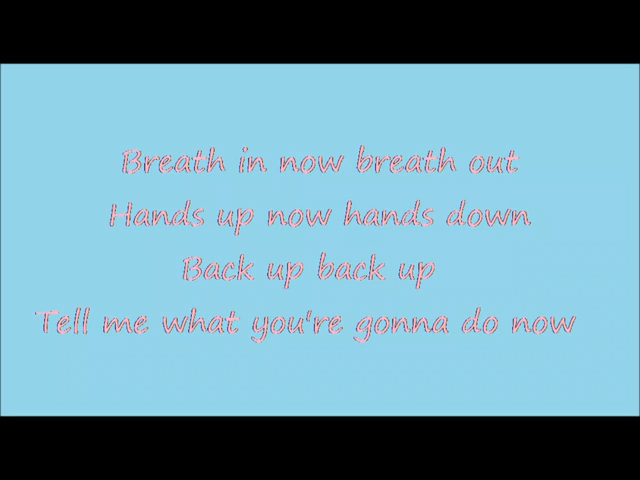 Breath in now breath out
Hands up now hands down
Back up back up
Tell me what you're gonna do now